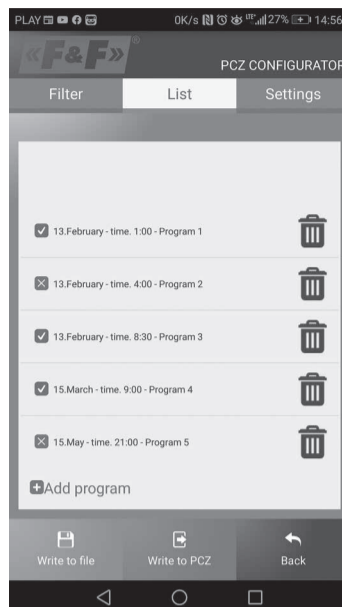 PLAY 0K/s LTE 27% 14:56
«F&F»®
PCZ CONFIGURATOR
Filter List Settings
13.February - time. 1:00 - Program 1
13.February - time. 4:00 - Program 2
13.February - time. 8:30 - Program 3
15.March - time. 9:00 - Program 4
15.May - time. 21:00 - Program 5
Add program
Write to file Write to PCZ Back